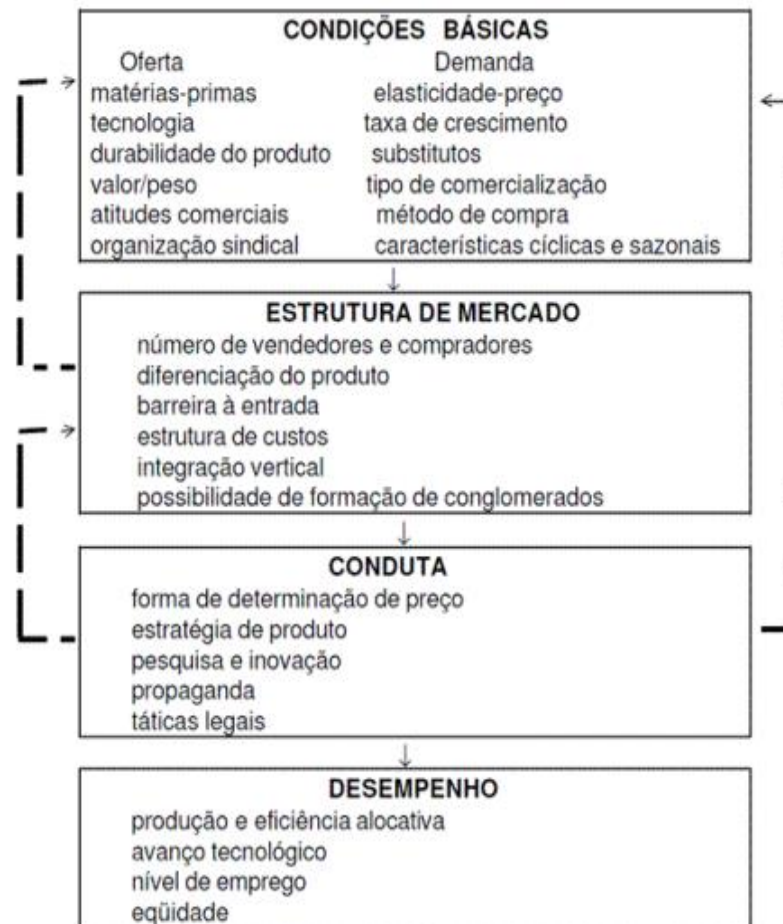 CONDIÇÕES BÁSICAS
Oferta Demanda
matérias-primas elasticidade-preço
tecnologia taxa de crescimento
durabilidade do produto substitutos
valor/peso tipo de comercialização
atitudes comerciais método de compra
organização sindical características cíclicas e sazonais
ESTRUTURA DE MERCADO
número de vendedores e compradores
diferenciação do produto
barreira à entrada
estrutura de custos
integração vertical
possibilidade de formação de conglomerados
CONDUTA
forma de determinação de preço
estratégia de produto
pesquisa e inovação
propaganda
táticas legais
DESEMPENHO
produção e eficiência alocativa
avanço tecnológico
nível de emprego
eqüidade